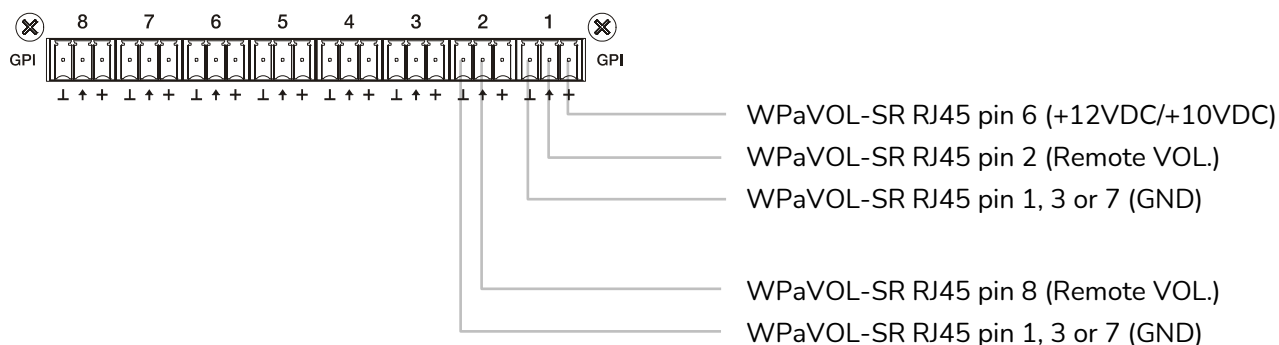 8 7 6 5 4 3 2 1
GPI GPI
⊥ ↑ + ⊥ ↑ + ⊥ ↑ + ⊥ ↑ + ⊥ ↑ + ⊥ ↑ + ⊥ ↑ + ⊥ ↑ +
WPaVOL-SR RJ45 pin 6 (+12VDC/+10VDC)
WPaVOL-SR RJ45 pin 2 (Remote VOL.)
WPaVOL-SR RJ45 pin 1, 3 or 7 (GND)
WPaVOL-SR RJ45 pin 8 (Remote VOL.)
WPaVOL-SR RJ45 pin 1, 3 or 7 (GND)